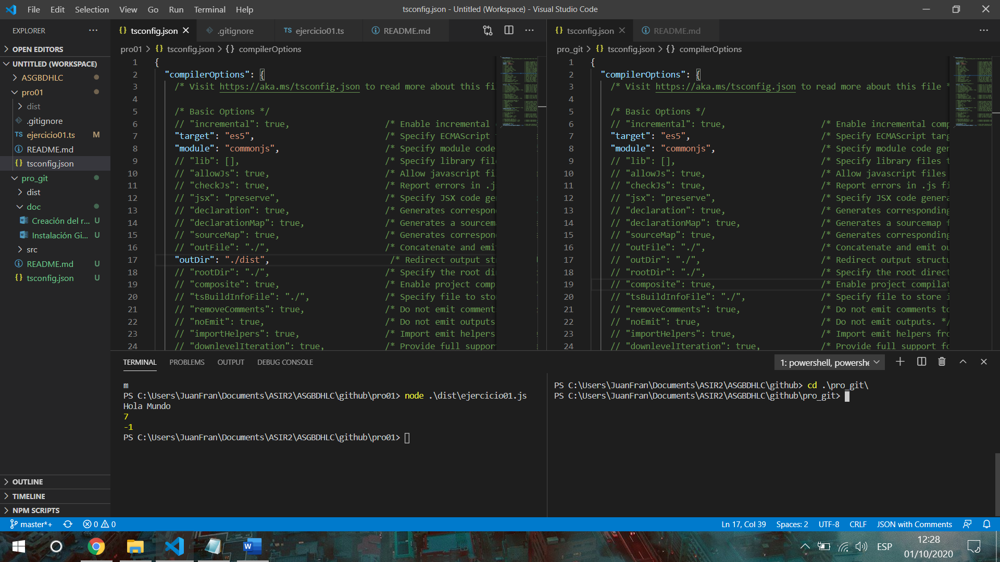 File Edit Selection View Go Run Terminal Help
tsconfig.json - Untitled (Workspace) - Visual Studio Code
EXPLORER
OPEN EDITORS
UNTITLED (WORKSPACE)
ASGBDHLC
pro01
dist
.gitignore
TS ejercicio01.ts M
README.md
{} tsconfig.json
pro_git
dist
doc
Creación del r... U
Instalación Gi... U
src
README.md U
{} tsconfig.json U
OUTLINE
TIMELINE
NPM SCRIPTS
{} tsconfig.json .gitignore TS ejercicio01.ts README.md
pro01 > {} tsconfig.json > {} compilerOptions
1 {
2 "compilerOptions": {
3 /* Visit https://aka.ms/tsconfig.json to read more about this fi
4
5 /* Basic Options */
6 // "incremental": true, /* Enable incremental
7 "target": "es5", /* Specify ECMAScript
8 "module": "commonjs", /* Specify module code
9 // "lib": [], /* Specify library fil
10 // "allowJs": true, /* Allow javascript fi
11 // "checkJs": true, /* Report errors in .j
12 // "jsx": "preserve", /* Specify JSX code ge
13 // "declaration": true, /* Generates correspon
14 // "declarationMap": true, /* Generates a sourcem
15 // "sourceMap": true, /* Generates correspon
16 // "outFile": "./", /* Concatenate and emi
17 "outDir": "./dist", /* Redirect output st
18 // "rootDir": "./", /* Specify the root di
19 // "composite": true, /* Enable project comp
20 // "tsBuildInfoFile": "./", /* Specify file to sto
21 // "removeComments": true, /* Do not emit comment
22 // "noEmit": true, /* Do not emit outputs
23 // "importHelpers": true, /* Import emit helpers
24 // "downlevelIteration": true, /* Provide full suppor
{} tsconfig.json README.md
pro_git > {} tsconfig.json > {} compilerOptions
1 {
2 "compilerOptions": {
3 /* Visit https://aka.ms/tsconfig.json to read more about this file *
4
5 /* Basic Options */
6 // "incremental": true, /* Enable incremental comp
7 "target": "es5", /* Specify ECMAScript targ
8 "module": "commonjs", /* Specify module code gen
9 // "lib": [], /* Specify library files t
10 // "allowJs": true, /* Allow javascript files
11 // "checkJs": true, /* Report errors in .js fi
12 // "jsx": "preserve", /* Specify JSX code genera
13 // "declaration": true, /* Generates corresponding
14 // "declarationMap": true, /* Generates a sourcemap f
15 // "sourceMap": true, /* Generates corresponding
16 // "outFile": "./", /* Concatenate and emit ou
17 // "outDir": "./", /* Redirect output structu
18 // "rootDir": "./", /* Specify the root direct
19 // "composite": true, /* Enable project compilat
20 // "tsBuildInfoFile": "./", /* Specify file to store i
21 // "removeComments": true, /* Do not emit comments to
22 // "noEmit": true, /* Do not emit outputs. */
23 // "importHelpers": true, /* Import emit helpers fro
24 // "downlevelIteration": true, /* Provide full support fo
TERMINAL PROBLEMS OUTPUT DEBUG CONSOLE
1: powershell, powershe
m
PS C:\Users\JuanFran\Documents\ASIR2\ASGBDHLC\github\pro01> node .\dist\ejercicio01.js
Hola Mundo
7
-1
PS C:\Users\JuanFran\Documents\ASIR2\ASGBDHLC\github\pro01>
PS C:\Users\JuanFran\Documents\ASIR2\ASGBDHLC\github> cd .\pro_git\
PS C:\Users\JuanFran\Documents\ASIR2\ASGBDHLC\github\pro_git>
master*+ 0 0
Ln 17, Col 39 Spaces: 2 UTF-8 CRLF JSON with Comments
W
ESP
12:28
01/10/2020